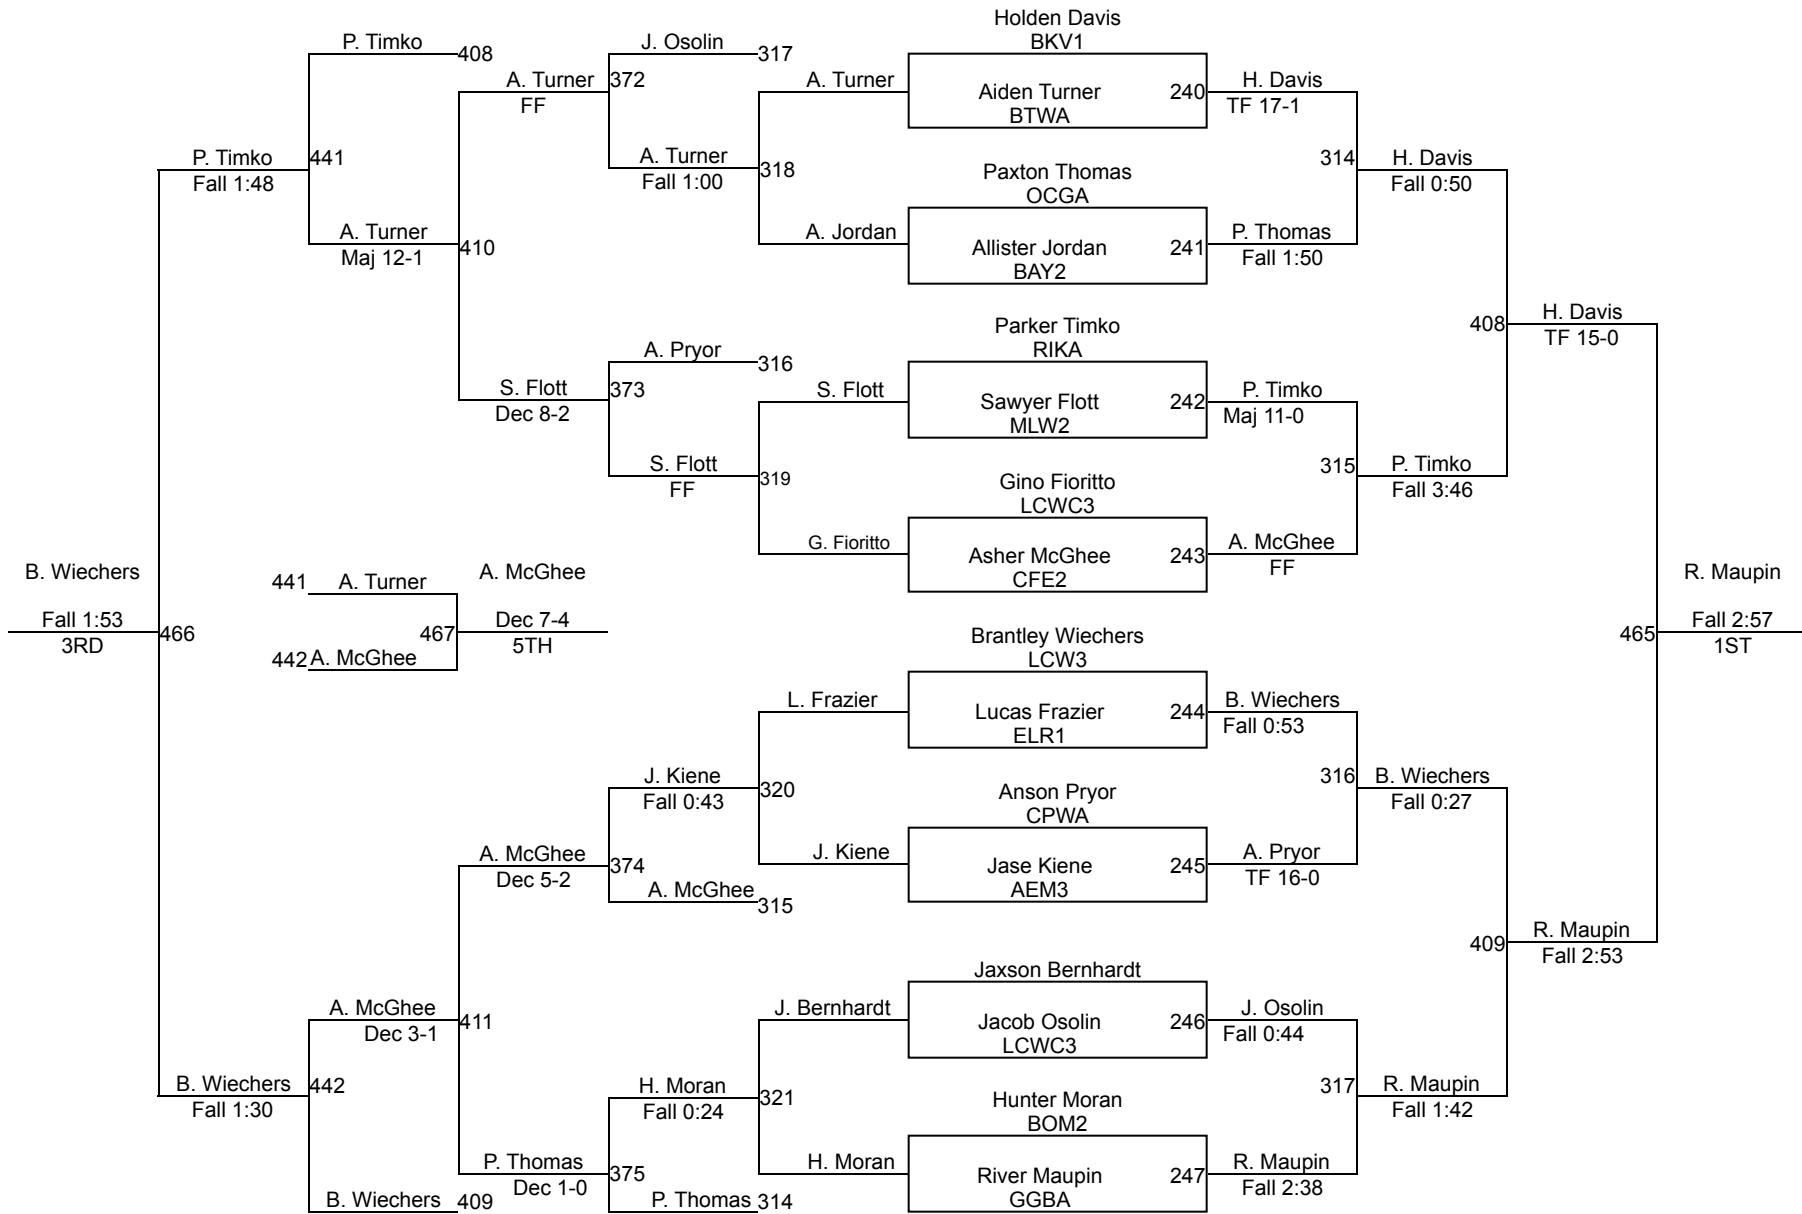 Holden Davis
P. Timko 408 J. Osolin 317 BKV1
A. Turner 372 A. Turner Aiden Turner 240 H. Davis
FF BTWA TF 17-1
P. Timko 441 A. Turner 318 Paxton Thomas 314 H. Davis
Fall 1:48 Fall 1:00 OCGA Fall 0:50
A. Turner 410 A. Jordan Allister Jordan 241 P. Thomas
Maj 12-1 BAY2 Fall 1:50
Parker Timko 408 H. Davis
A. Pryor 316 RIKA TF 15-0
S. Flott 373 S. Flott Sawyer Flott 242 P. Timko
Dec 8-2 MLW2 Maj 11-0
S. Flott 319 Gino Fioritto 315 P. Timko
FF LCWC3 Fall 3:46
G. Fioritto Asher McGhee 243 A. McGhee
B. Wiechers 441 A. Turner A. McGhee CFE2 FF R. Maupin
Fall 1:53 466 467 Dec 7-4 Brantley Wiechers 465 Fall 2:57
3RD 442 A. McGhee 5TH LCW3 1ST
L. Frazier Lucas Frazier 244 B. Wiechers
ELR1 Fall 0:53
J. Kiene 320 Anson Pryor 316 B. Wiechers
Fall 0:43 CPWA Fall 0:27
A. McGhee 374 J. Kiene Jase Kiene 245 A. Pryor
Dec 5-2 A. McGhee 315 AEM3 TF 16-0
409 R. Maupin
Jaxson Bernhardt Fall 2:53
A. McGhee 411 J. Bernhardt Jacob Osolin 246 J. Osolin
Dec 3-1 LCWC3 Fall 0:44
B. Wiechers 442 H. Moran 321 Hunter Moran 317 R. Maupin
Fall 1:30 Fall 0:24 BOM2 Fall 1:42
P. Thomas 375 H. Moran River Maupin 247 R. Maupin
Dec 1-0 GGBA Fall 2:38
B. Wiechers 409 P. Thomas 314